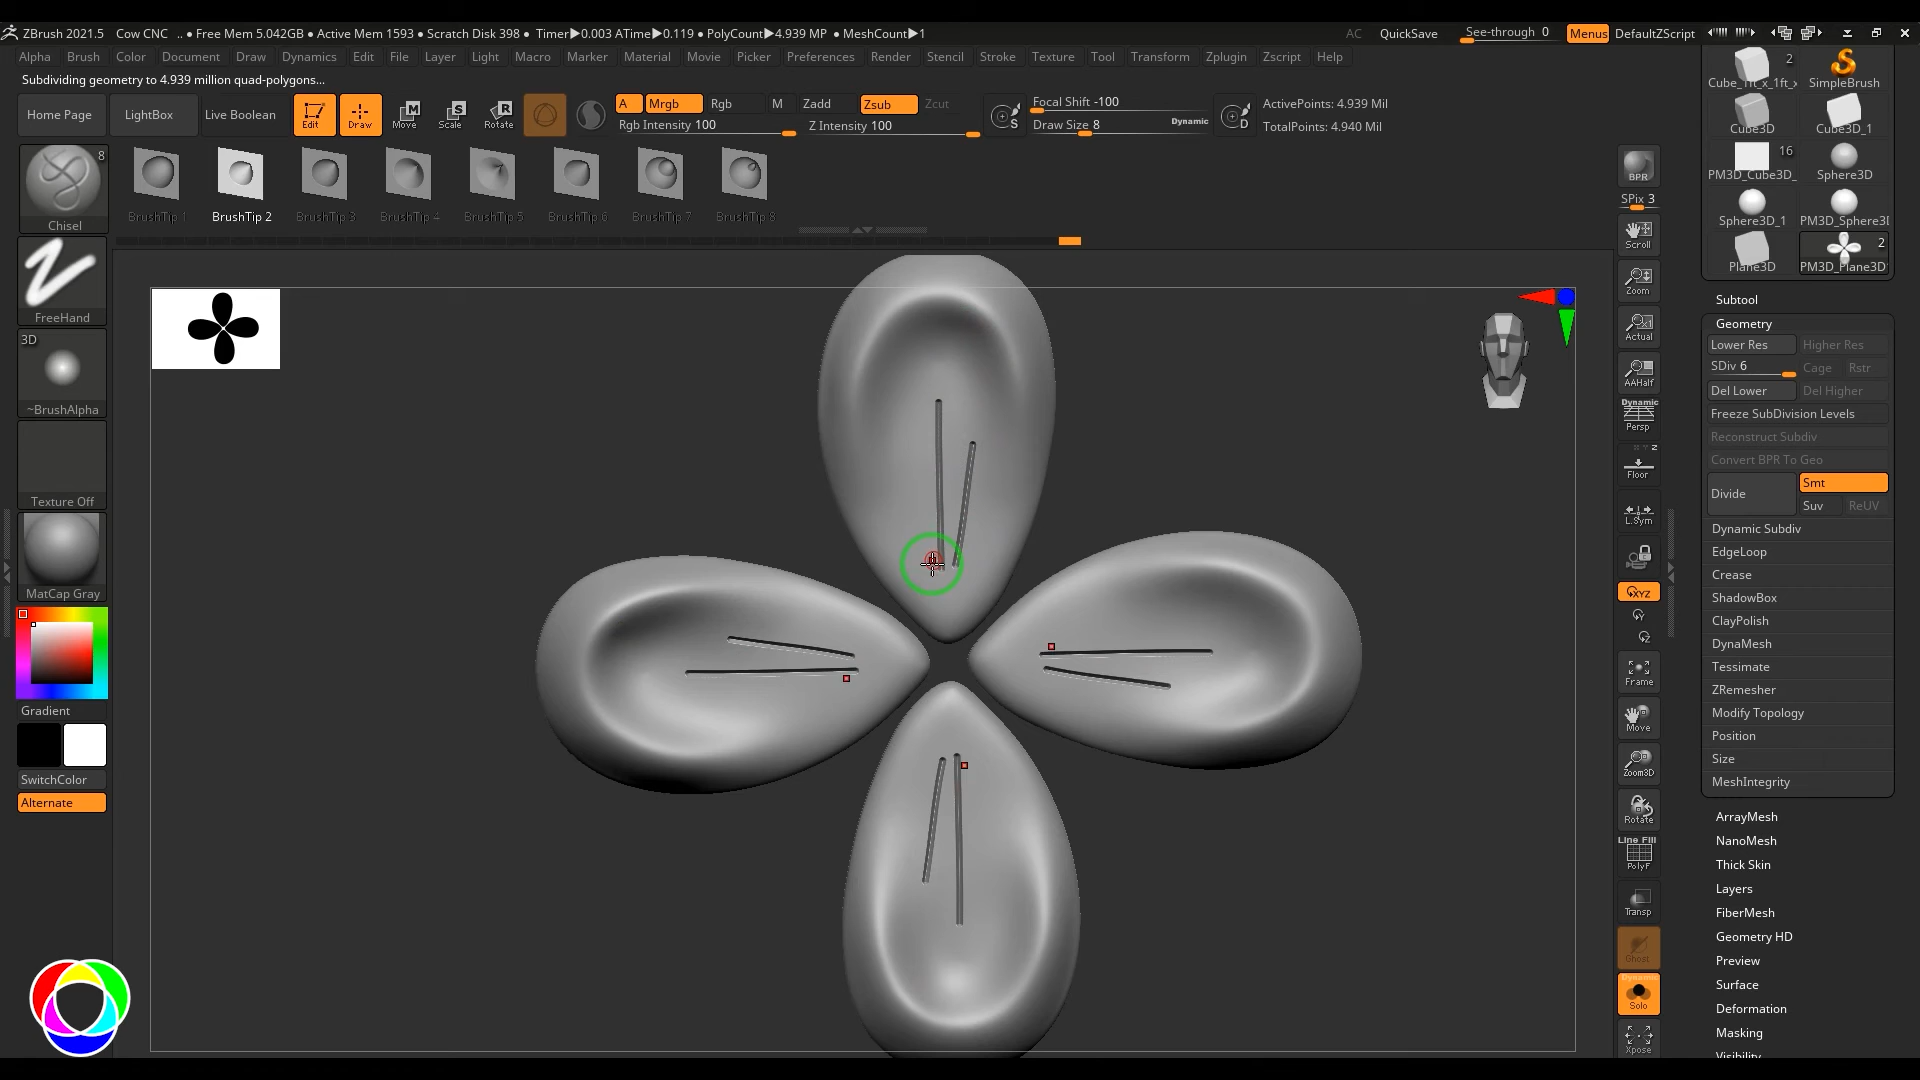 ZBrush 2021.5 Cow CNC .. • Free Mem 5.042GB • Active Mem 1593 • Scratch Disk 398 • Timer▶0.003 ATime▶0.119 • PolyCount▶4.939 MP • MeshCount▶1 AC QuickSave See-through 0 Menus DefaultZScript
Alpha Brush Color Document Draw Dynamics Edit File Layer Light Macro Marker Material Movie Picker Preferences Render Stencil Stroke Texture Tool Transform Zplugin Zscript Help
Subdividing geometry to 4.939 million quad-polygons...
Home Page LightBox Live Boolean Edit Draw Move Scale Rotate
A Mrgb Rgb M Zadd Zsub Zcut
Rgb Intensity 100 Z Intensity 100
S Focal Shift -100
Draw Size 8 Dynamic D
ActivePoints: 4.939 Mil
TotalPoints: 4.940 Mil
8
Chisel
BrushTip 1 BrushTip 2 BrushTip 3 BrushTip 4 BrushTip 5 BrushTip 6 BrushTip 7 BrushTip 8
FreeHand
3D
~BrushAlpha
Texture Off
MatCap Gray
Gradient
SwitchColor
Alternate
BPR
SPix 3
Scroll
Zoom
Actual
AAHalf
Dynamic
Persp
Floor
L.Sym
XYZ
Y
Z
Frame
Move
Zoom3D
Rotate
Line Fill
PolyF
Transp
Ghost
Dynamic
Solo
Xpose
2
Cube_1ft_x_1ft_x SimpleBrush
Cube3D Cube3D_1
16
PM3D_Cube3D_ Sphere3D
Sphere3D_1 PM3D_Sphere3D
2
Plane3D PM3D_Plane3D
Subtool
Geometry
Lower Res Higher Res
SDiv 6 Cage Rstr
Del Lower Del Higher
Freeze SubDivision Levels
Reconstruct Subdiv
Convert BPR To Geo
Divide Smt
Suv ReUV
Dynamic Subdiv
EdgeLoop
Crease
ShadowBox
ClayPolish
DynaMesh
Tessimate
ZRemesher
Modify Topology
Position
Size
MeshIntegrity
ArrayMesh
NanoMesh
Thick Skin
Layers
FiberMesh
Geometry HD
Preview
Surface
Deformation
Masking
Visibility